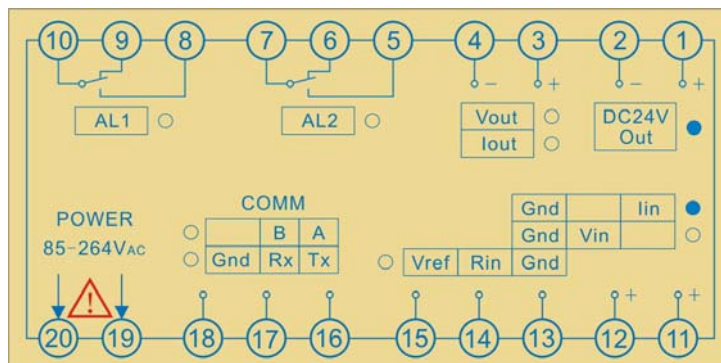 10 9 8 7 6 5 4 3 2 1
- + - +
AL1 AL2 Vout DC24V
Iout Out
COMM Gnd Iin
POWER B A Gnd Vin
85-264VAC Gnd Rx Tx Vref Rin Gnd
! + +
20 19 18 17 16 15 14 13 12 11